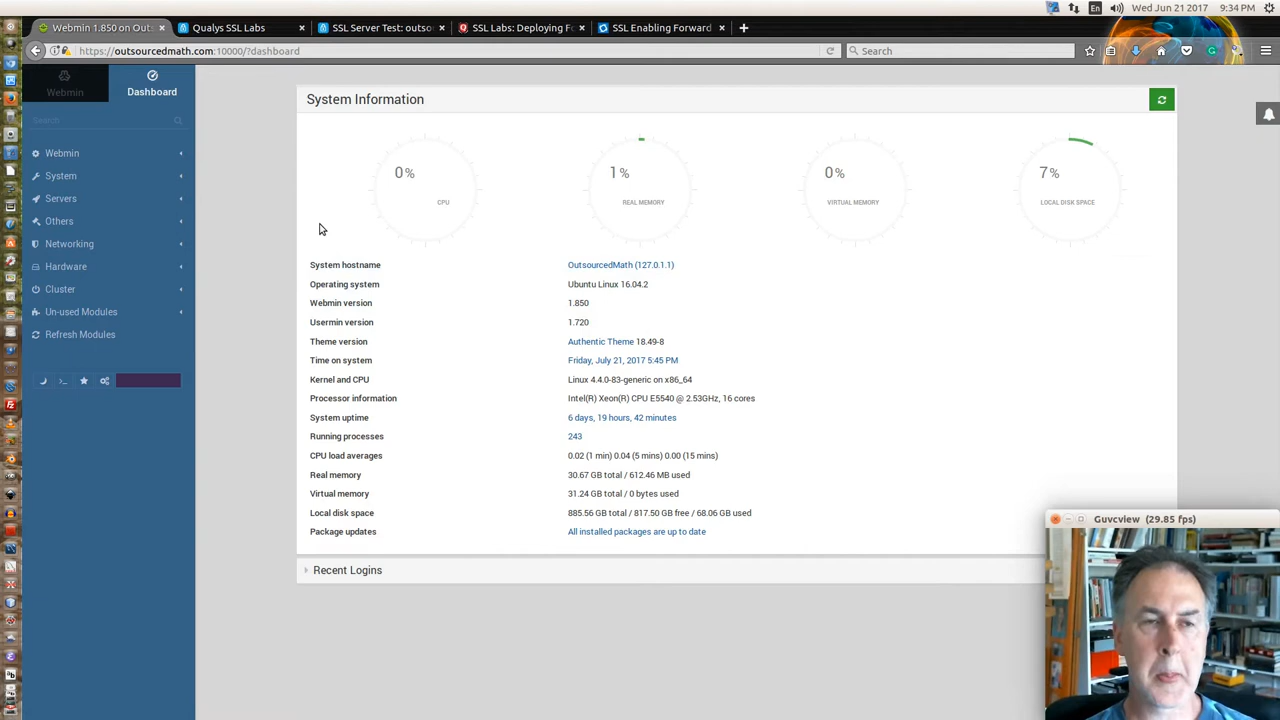 En
Wed Jun 21 2017
9:34 PM
Webmin 1.850 on Outs
Qualys SSL Labs
SSL Server Test: outso
SSL Labs: Deploying F
SSL Enabling Forward
https://outsourcedmath.com:10000/?dashboard
Search
Webmin
Dashboard
Search
Webmin
System
Servers
Others
Networking
Hardware
Cluster
Un-used Modules
Refresh Modules
System Information
0% CPU
1% REAL MEMORY
0% VIRTUAL MEMORY
7% LOCAL DISK SPACE
System hostname OutsourcedMath (127.0.1.1)
Operating system Ubuntu Linux 16.04.2
Webmin version 1.850
Usermin version 1.720
Theme version Authentic Theme 18.49-8
Time on system Friday, July 21, 2017 5:45 PM
Kernel and CPU Linux 4.4.0-83-generic on x86_64
Processor information Intel(R) Xeon(R) CPU E5540 @ 2.53GHz, 16 cores
System uptime 6 days, 19 hours, 42 minutes
Running processes 243
CPU load averages 0.02 (1 min) 0.04 (5 mins) 0.00 (15 mins)
Real memory 30.67 GB total / 612.46 MB used
Virtual memory 31.24 GB total / 0 bytes used
Local disk space 885.56 GB total / 817.50 GB free / 68.06 GB used
Package updates All installed packages are up to date
Recent Logins
Guvcview (29.85 fps)